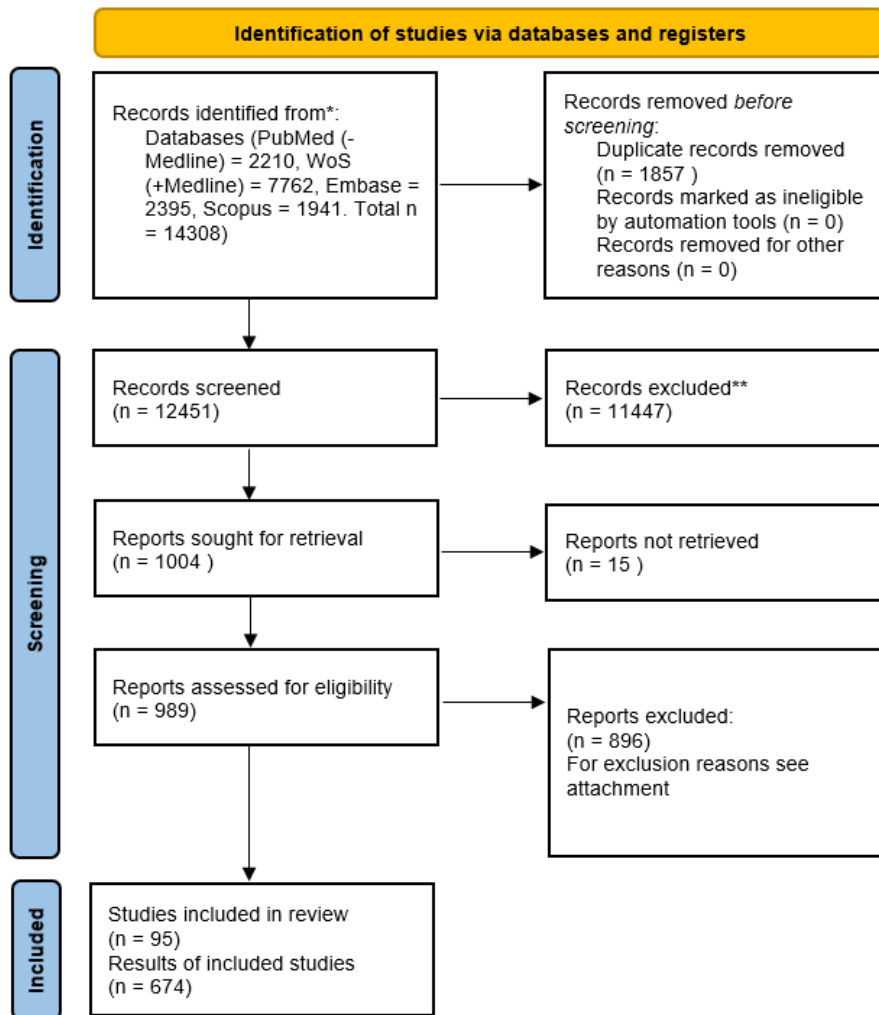 Identification of studies via databases and registers
Identification
Records identified from*:
Databases (PubMed (-
Medline) = 2210, WoS
(+Medline) = 7762, Embase =
2395, Scopus = 1941. Total n
= 14308)
Records removed before
screening:
Duplicate records removed
(n = 1857 )
Records marked as ineligible
by automation tools (n = 0)
Records removed for other
reasons (n = 0)
Screening
Records screened
(n = 12451)
Records excluded**
(n = 11447)
Reports sought for retrieval
(n = 1004 )
Reports not retrieved
(n = 15 )
Reports assessed for eligibility
(n = 989)
Reports excluded:
(n = 896)
For exclusion reasons see
attachment
Included
Studies included in review
(n = 95)
Results of included studies
(n = 674)